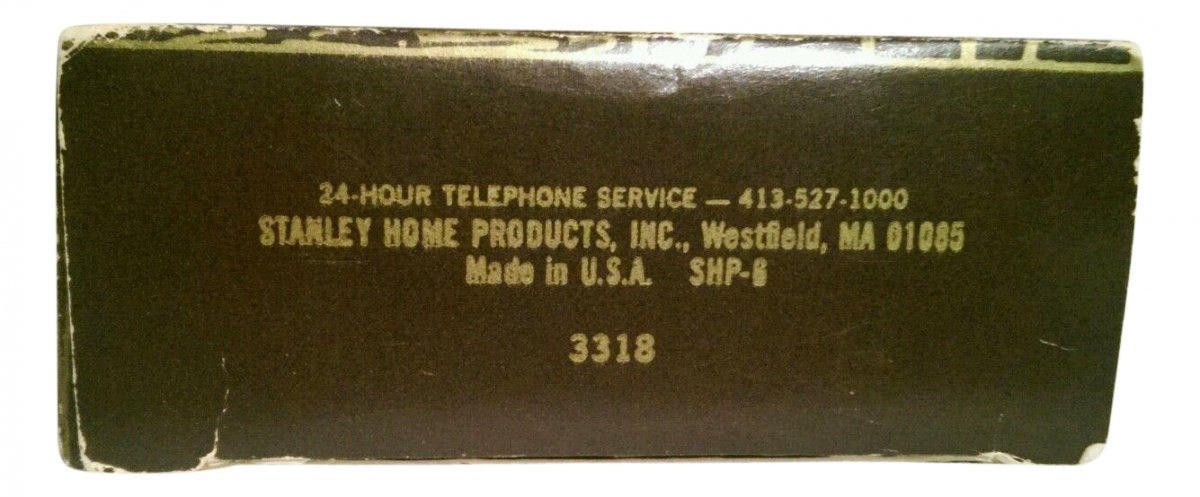 24-HOUR TELEPHONE SERVICE — 413-527-1000
STANLEY HOME PRODUCTS, INC., Westfield, MA 01085
Made in U.S.A. SHP-6
3318